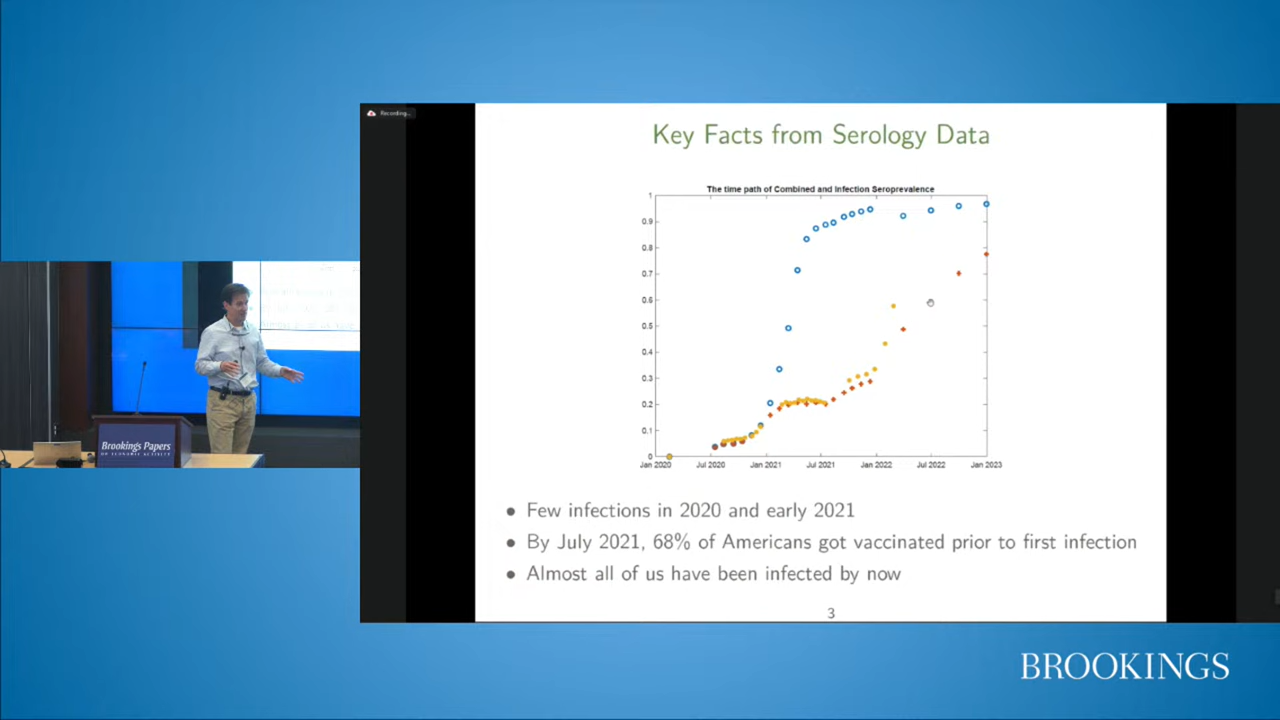 Recording...
Key Facts from Serology Data
The time path of Combined and Infection Seroprevalence
1
0.9
0.8
0.7
0.6
0.5
0.4
0.3
0.2
0.1
0
Jan 2020 Jul 2020 Jan 2021 Jul 2021 Jan 2022 Jul 2022 Jan 2023
• Few infections in 2020 and early 2021
• By July 2021, 68% of Americans got vaccinated prior to first infection
• Almost all of us have been infected by now
3
Brookings Papers
ON ECONOMIC ACTIVITY
BROOKINGS